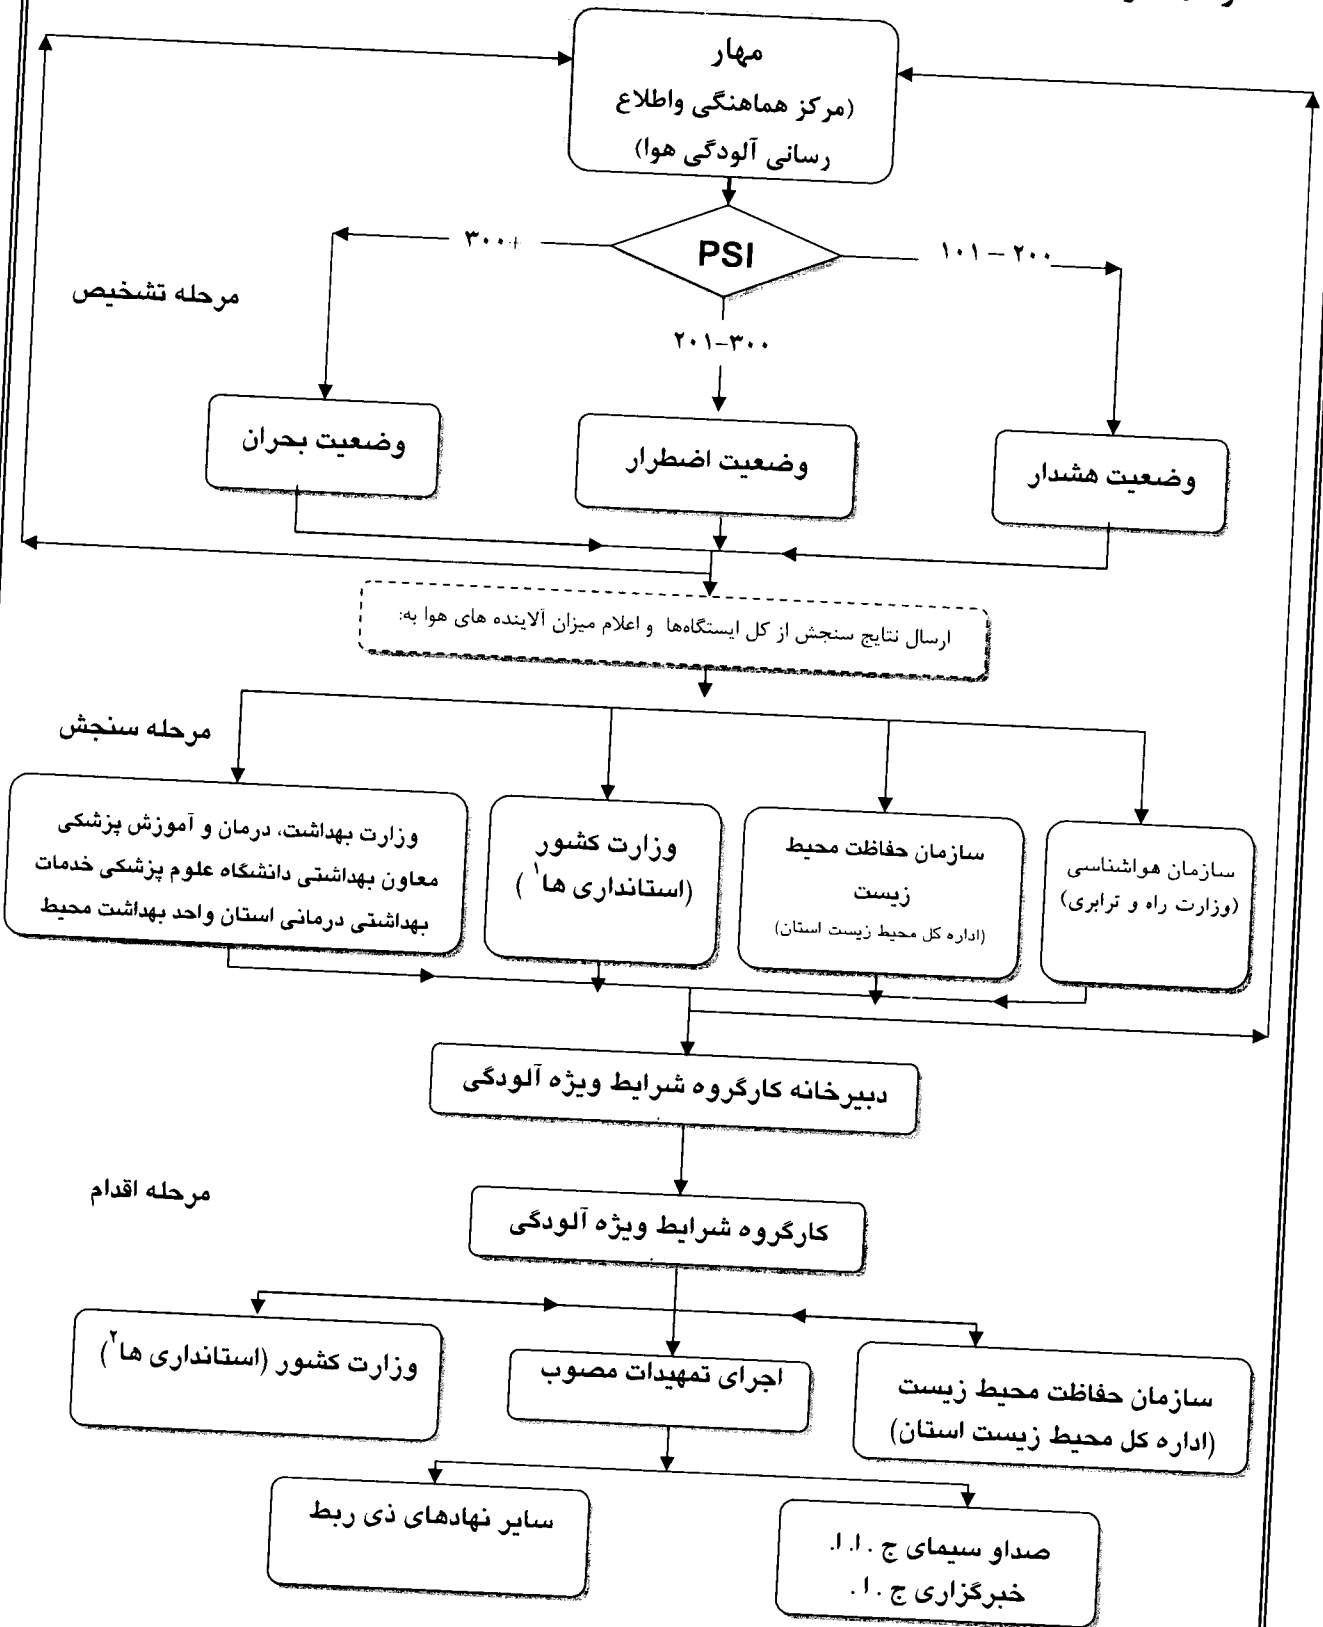 مهار
(مرکز هماهنگی واطلاع
رسانی آلودگی هوا)
PSI
۱۰۱ – ۲۰۰
۳۰۰+
۲۰۱-۳۰۰
مرحله تشخیص
وضعیت هشدار
وضعیت اضطرار
وضعیت بحران
ارسال نتایج سنجش از کل ایستگاه‌ها و اعلام میزان آلاینده های هوا به:
مرحله سنجش
سازمان هواشناسی
(وزارت راه و ترابری)
سازمان حفاظت محیط
زیست
(اداره کل محیط زیست استان)
وزارت کشور
(استانداری ها۱)
وزارت بهداشت، درمان و آموزش پزشکی
معاون بهداشتی دانشگاه علوم پزشکی خدمات
بهداشتی درمانی استان واحد بهداشت محیط
دبیرخانه کارگروه شرایط ویژه آلودگی
مرحله اقدام
کارگروه شرایط ویژه آلودگی
سازمان حفاظت محیط زیست
(اداره کل محیط زیست استان)
اجرای تمهیدات مصوب
وزارت کشور (استانداری ها۲)
صداو سیمای ج .ا.ا.
خبرگزاری ج .ا.
سایر نهادهای ذی ربط